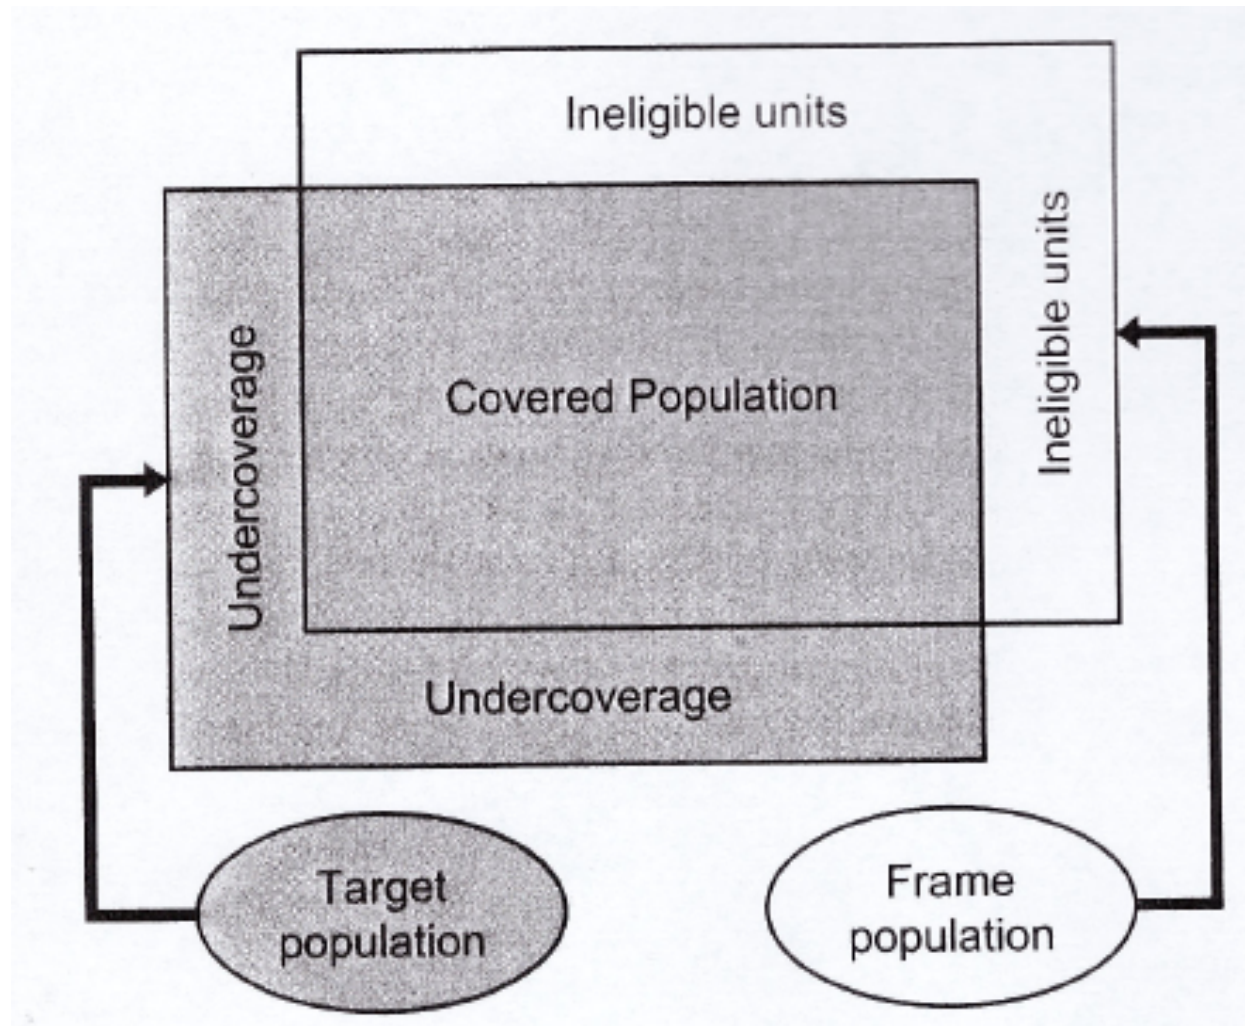 Ineligible units
Ineligible units
Undercoverage
Covered Population
Undercoverage
Target
population
Frame
population